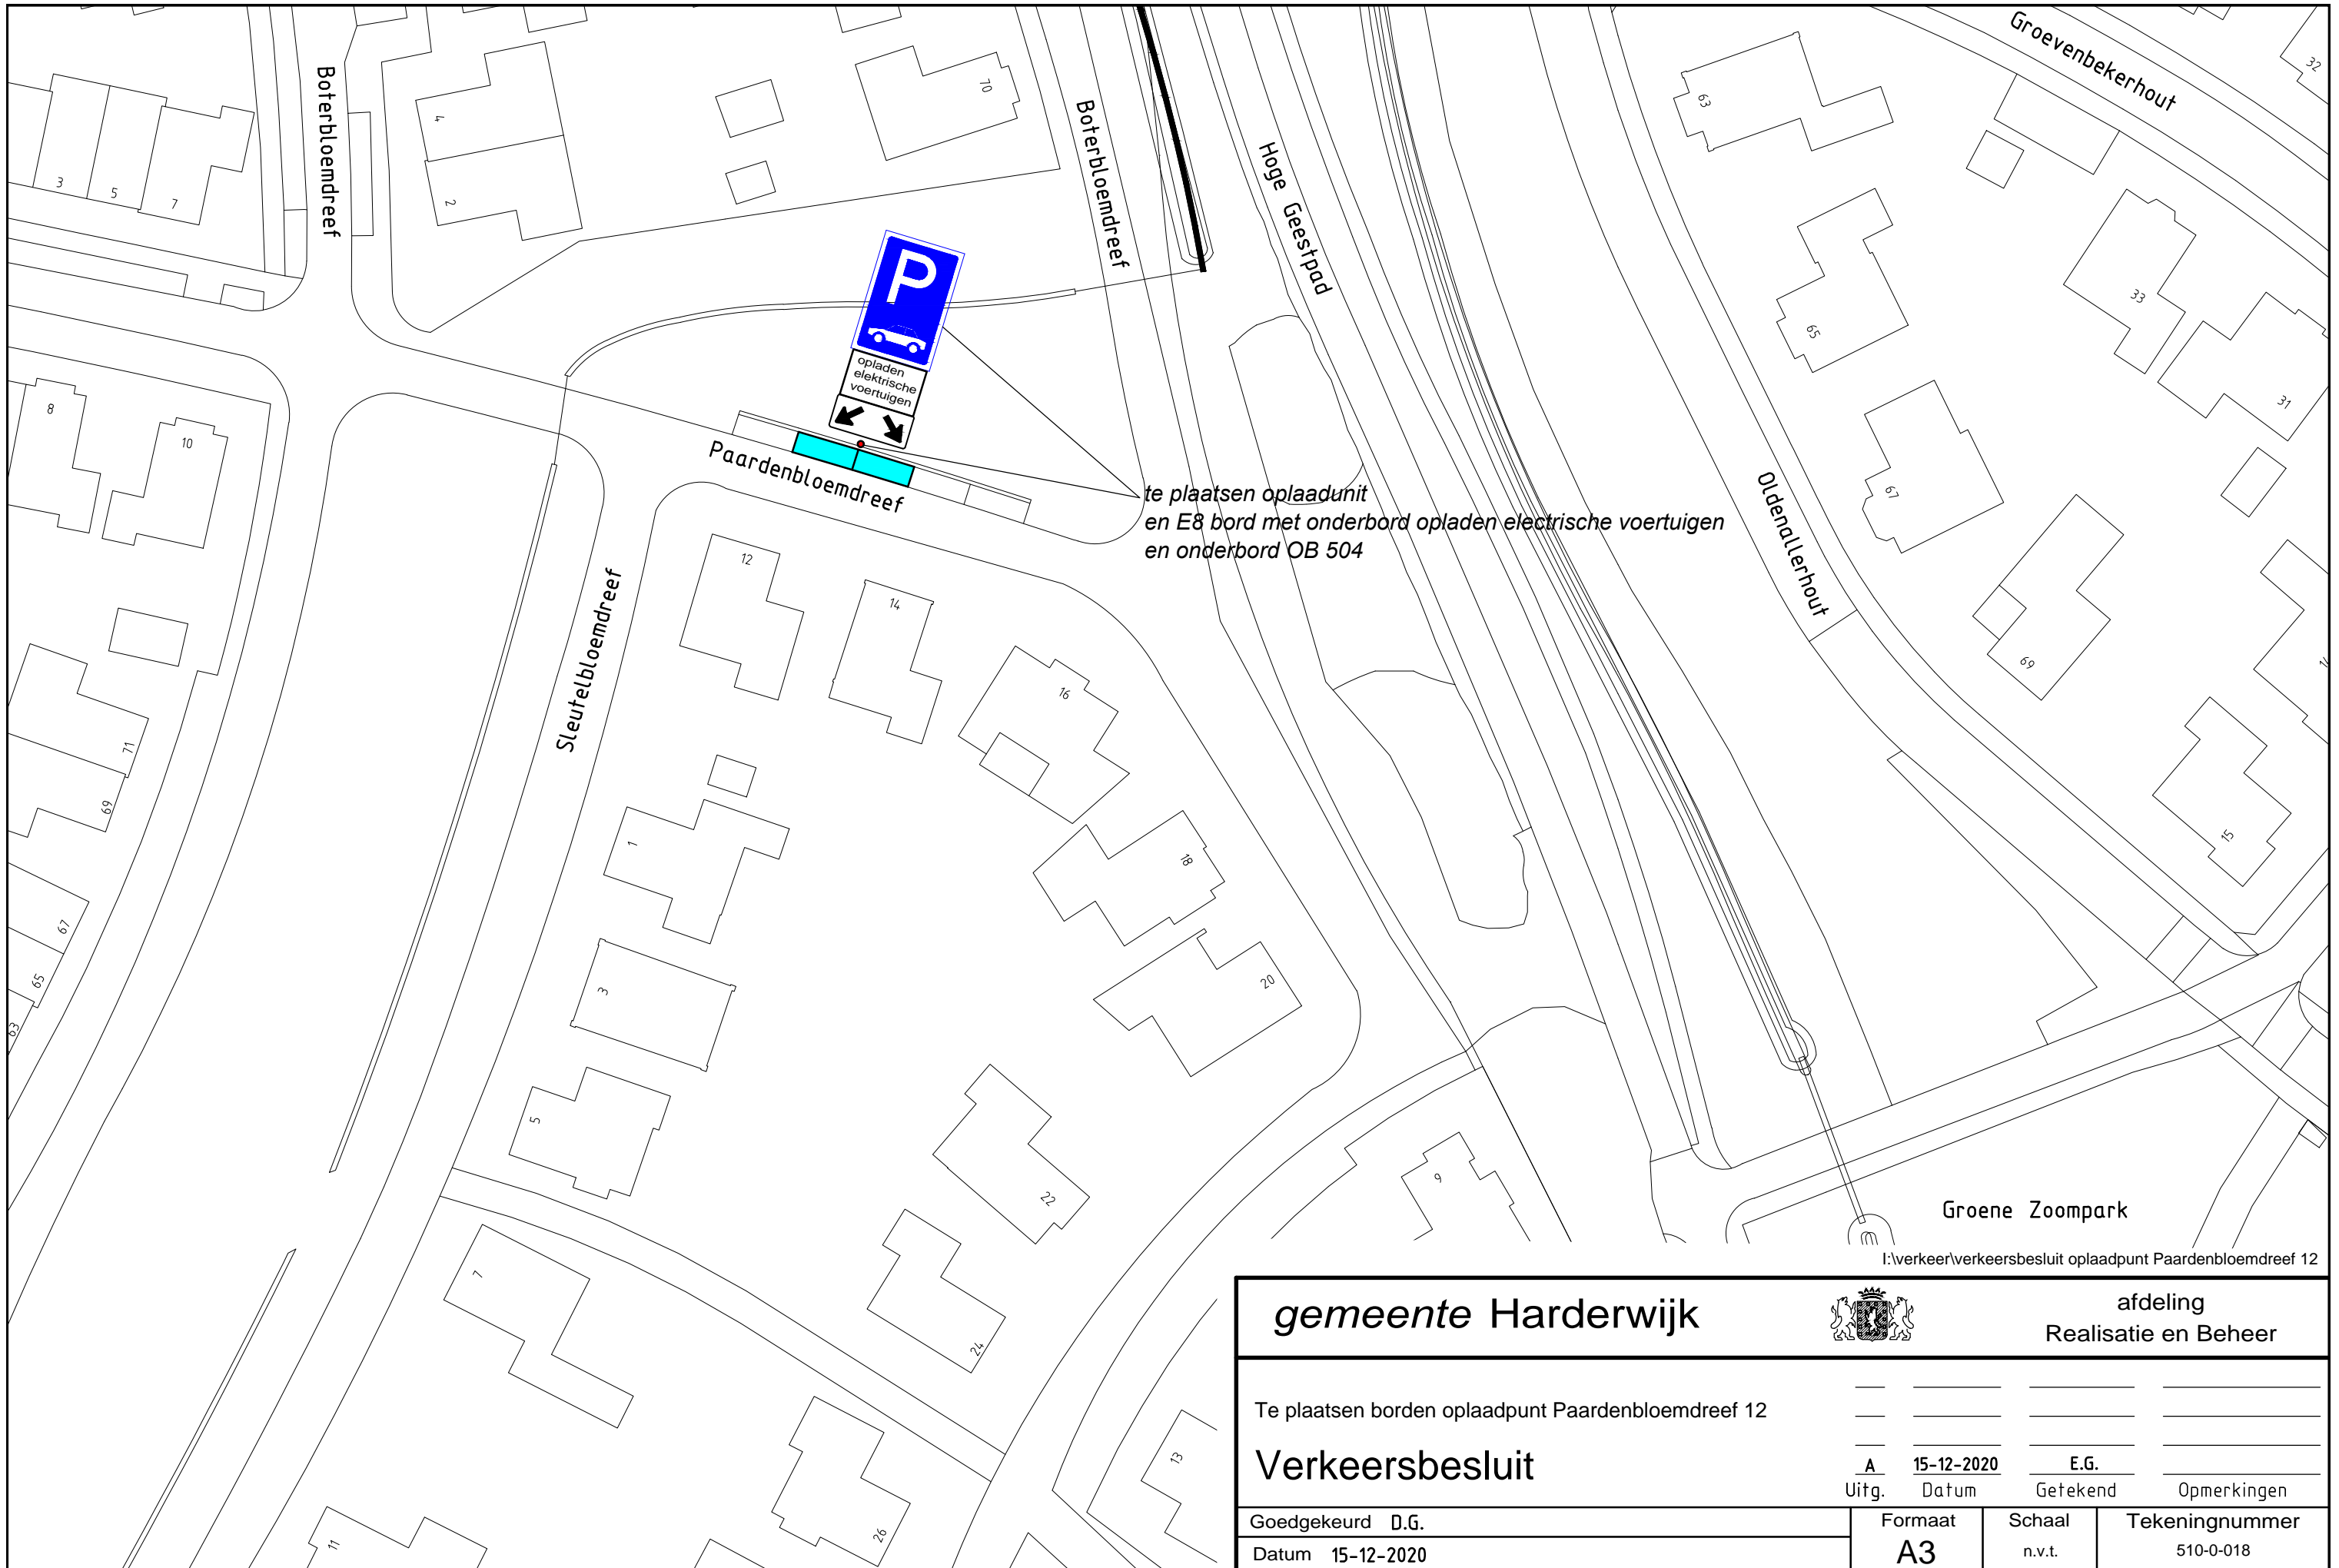 Groevenbekerhout
32
Boterbloemdreef
4
3
5
7
2
70
Boterbloemdreef
Hoge Geestpad
63
65
33
31
P
opladen
elektrische
voertuigen
8
10
Paardenbloemdreef
te plaatsen oplaadunit
en E8 bord met onderbord opladen electrische voertuigen
en onderbord OB 504
67
Oldenallerhout
69
12
14
16
Sleutelbloemdreef
71
69
67
65
63
1
3
5
18
20
15
22
24
7
9
11
13
26
Groene Zoompark
I:\verkeer\verkeersbesluit oplaadpunt Paardenbloemdreef 12
gemeente Harderwijk
afdeling
Realisatie en Beheer
Te plaatsen borden oplaadpunt Paardenbloemdreef 12
Verkeersbesluit
A 15-12-2020 E.G.
Uitg. Datum Getekend Opmerkingen
Goedgekeurd D.G.
Datum 15-12-2020
Formaat
A3
Schaal
n.v.t.
Tekeningnummer
510-0-018